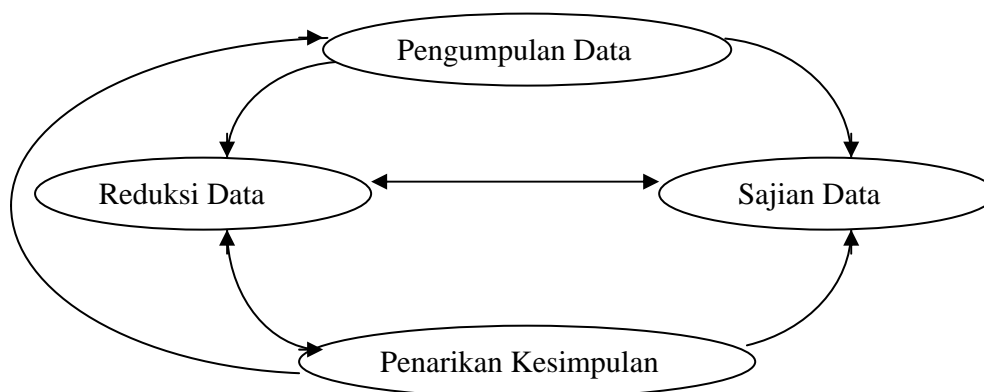 Pengumpulan Data
Reduksi Data
Sajian Data
Penarikan Kesimpulan